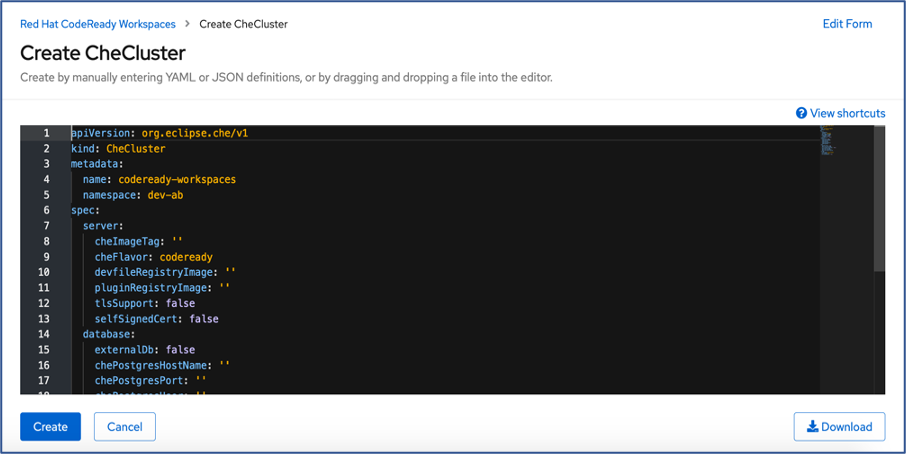 Red Hat CodeReady Workspaces > Create CheCluster
Edit Form
Create CheCluster
Create by manually entering YAML or JSON definitions, or by dragging and dropping a file into the editor.
View shortcuts
1 apiVersion: org.eclipse.che/v1
2 kind: CheCluster
3 metadata:
4 name: codeready-workspaces
5 namespace: dev-ab
6 spec:
7 server:
8 cheImageTag: ''
9 cheFlavor: codeready
10 devfileRegistryImage: ''
11 pluginRegistryImage: ''
12 tlsSupport: false
13 selfSignedCert: false
14 database:
15 externalDb: false
16 chePostgresHostName: ''
17 chePostgresPort: ''
Create
Cancel
Download